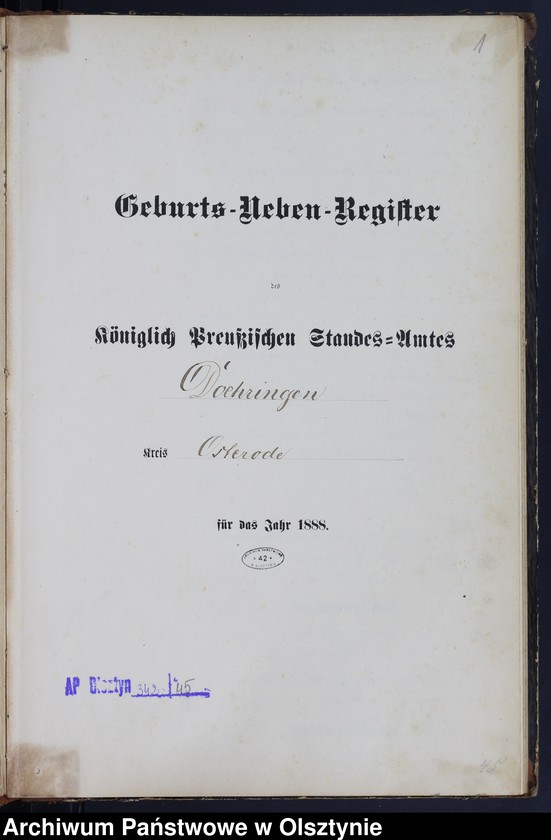 1
Geburts-Neben-Register
des
Königlich Preußischen Standes-Amtes
Doehringen
Kreis Osterode
für das Jahr 1888.
42
AP Olsztyn 342 / 45
Archiwum Państwowe w Olsztynie